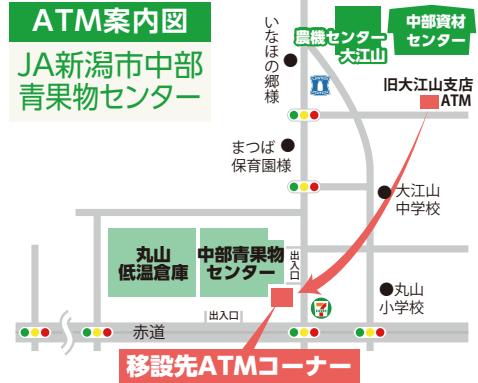 ATM案内図
JA新潟市中部
青果物センター
いなほの郷様
農機センター
大江山
中部資材
センター
旧大江山支店
ATM
まつば
保育園様
大江山
中学校
丸山
低温倉庫
中部青果物
センター
出入口
丸山
小学校
出入口
赤道
移設先ATMコーナー